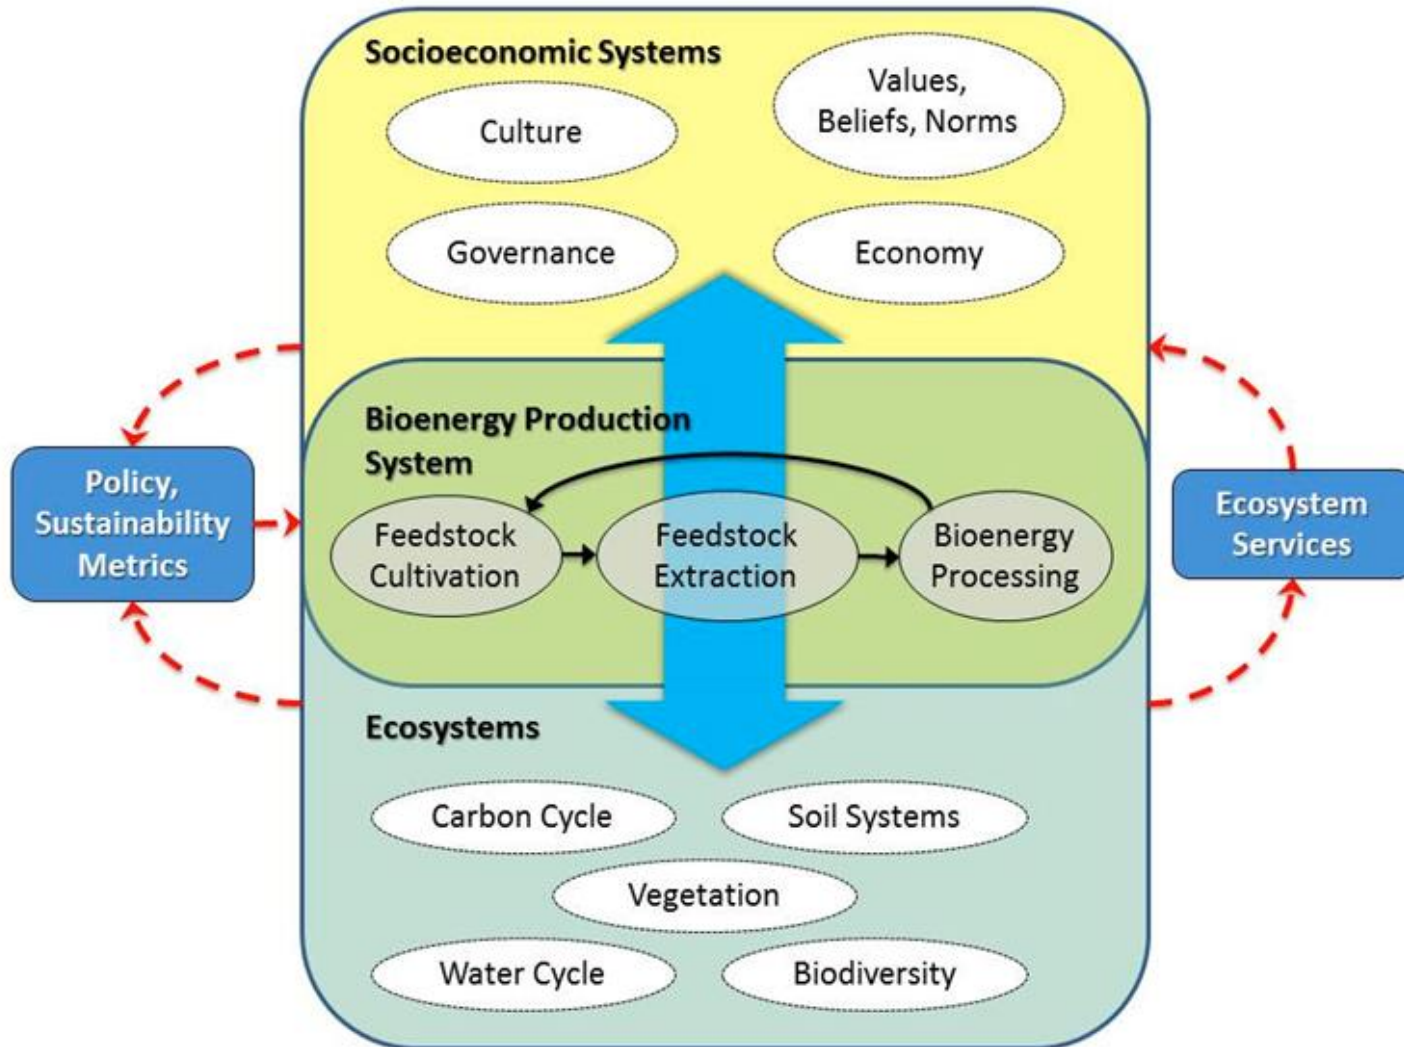 Socioeconomic Systems
Culture
Values,
Beliefs, Norms
Governance
Economy
Bioenergy Production
System
Feedstock
Cultivation
Feedstock
Extraction
Bioenergy
Processing
Policy,
Sustainability
Metrics
Ecosystem
Services
Ecosystems
Carbon Cycle
Soil Systems
Vegetation
Water Cycle
Biodiversity